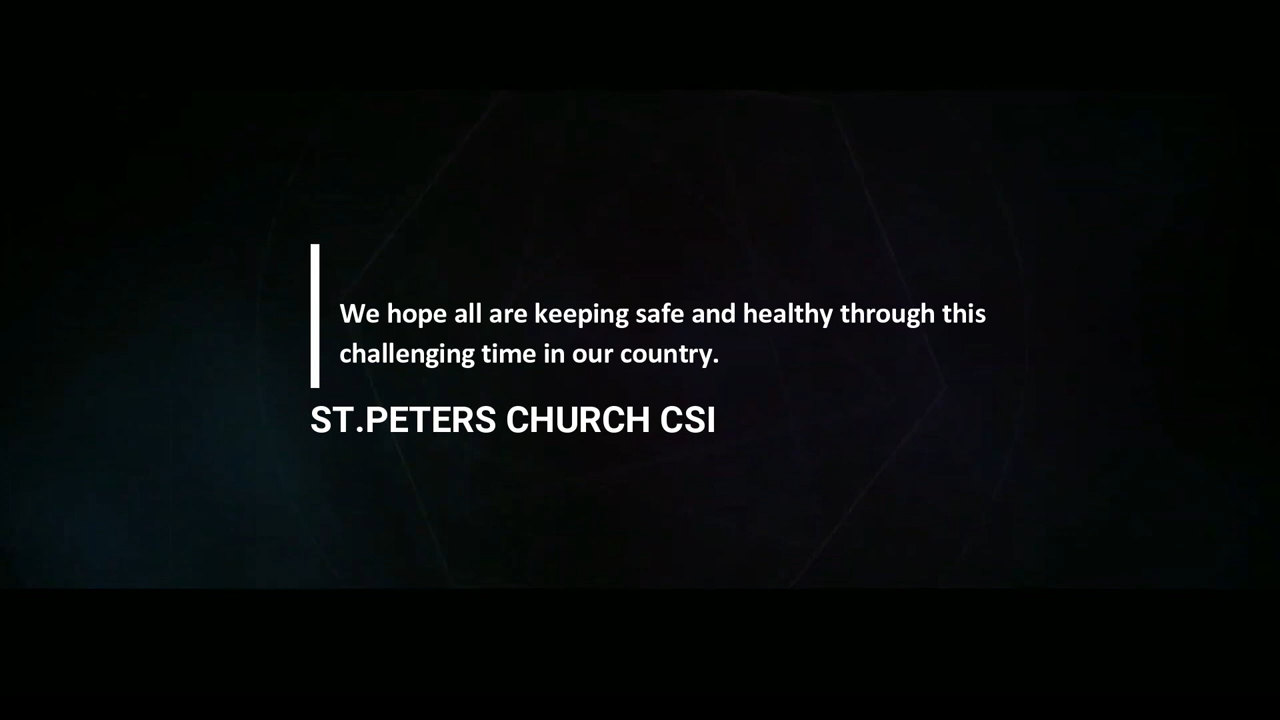 We hope all are keeping safe and healthy through this
challenging time in our country.
ST.PETERS CHURCH CSI